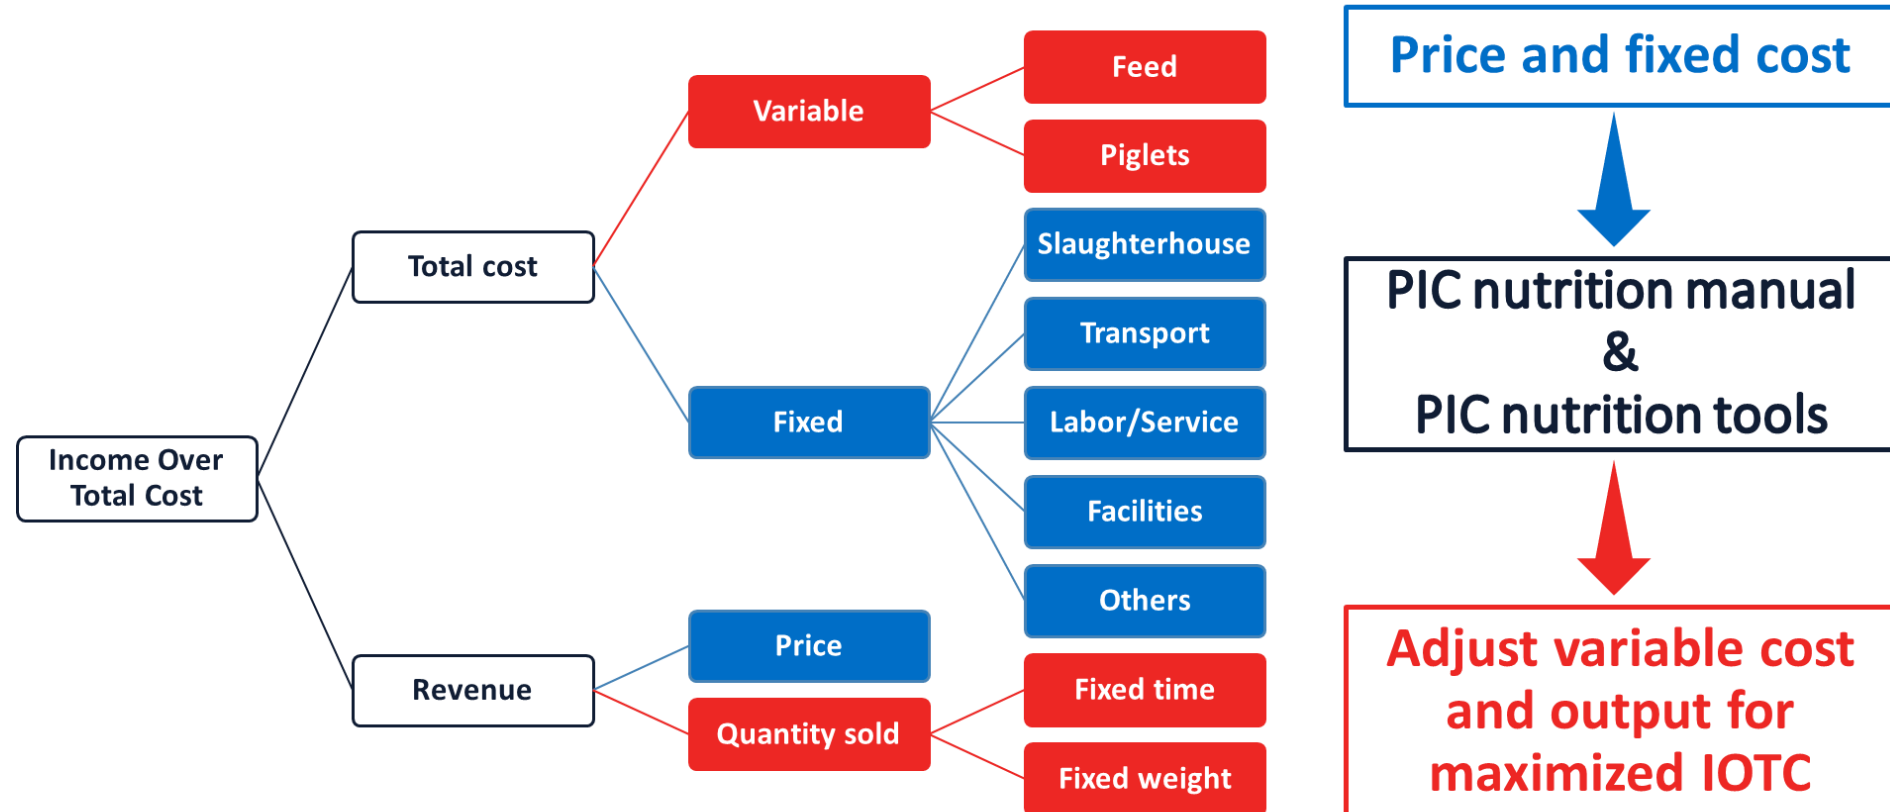 Income Over
Total Cost
Total cost
Revenue
Variable
Fixed
Price
Quantity sold
Feed
Piglets
Slaughterhouse
Transport
Labor/Service
Facilities
Others
Fixed time
Fixed weight
Price and fixed cost
PIC nutrition manual
&
PIC nutrition tools
Adjust variable cost
and output for
maximized IOTC